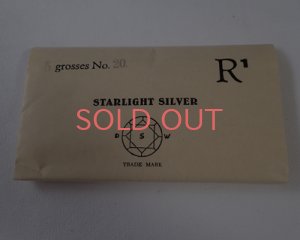 5 grosses No. 20.
R¹
STARLIGHT SILVER
SOLD OUT
D S W
TRADE MARK